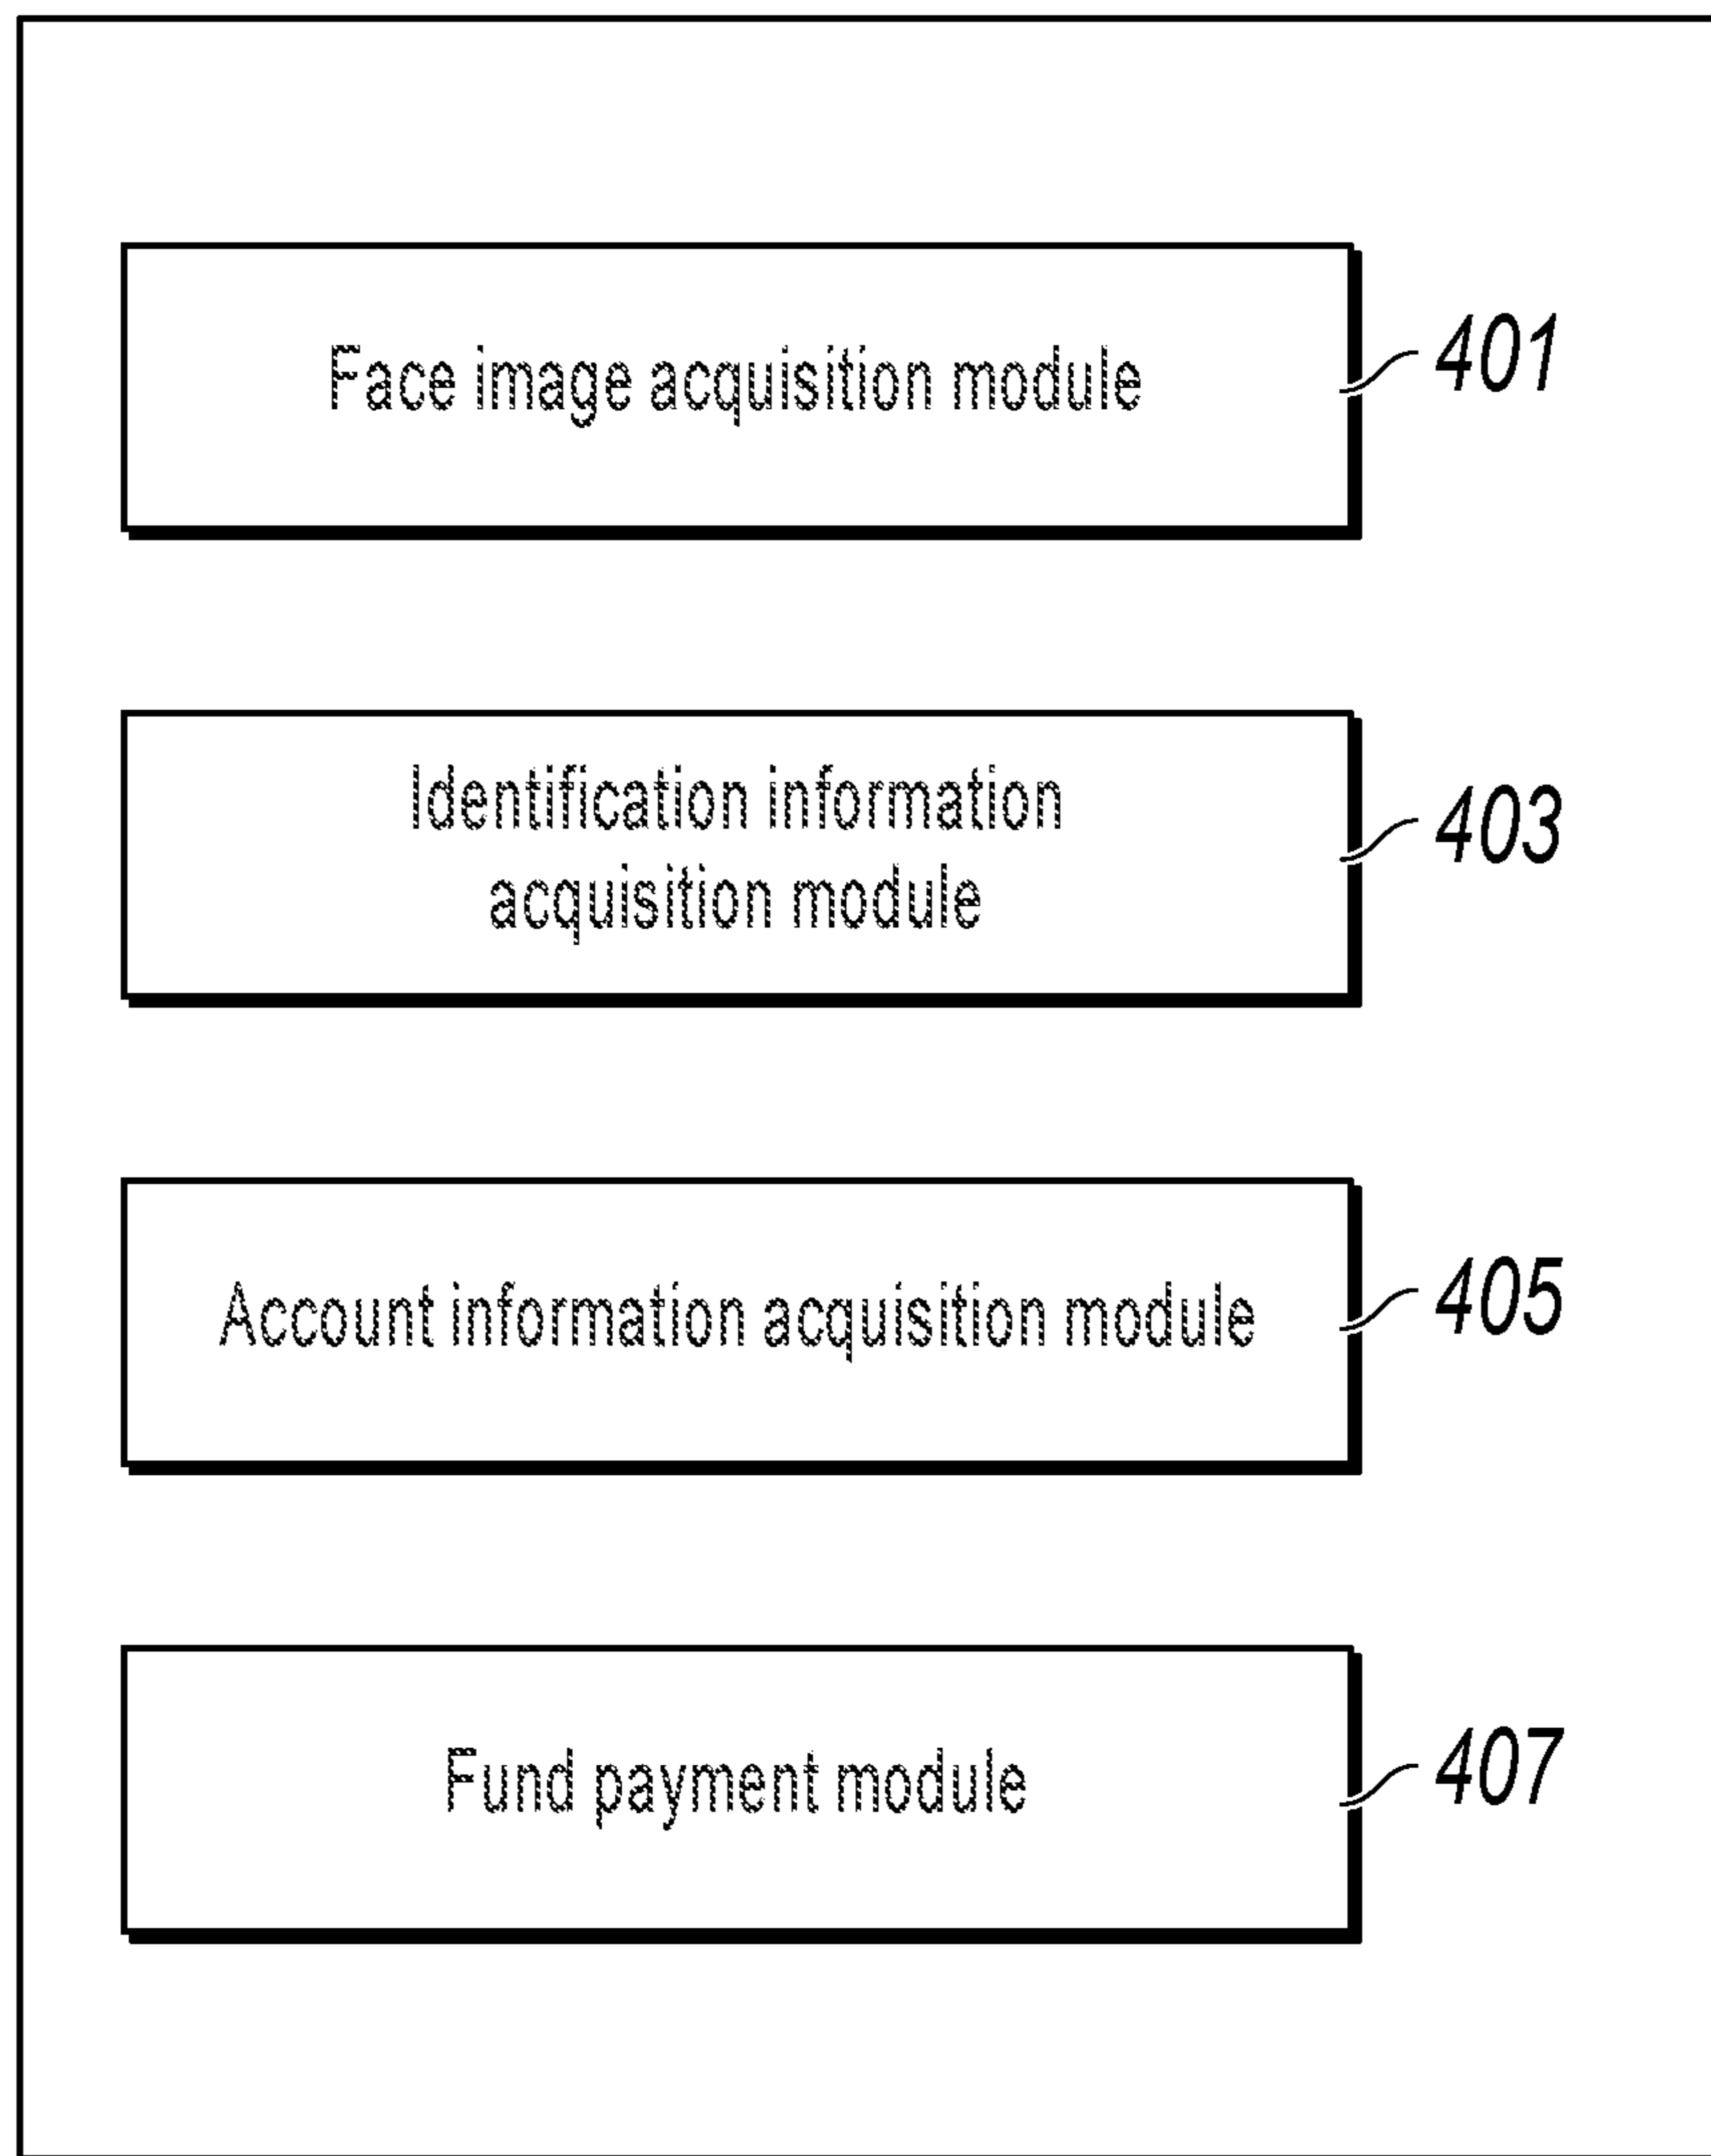 Face image acquisition module
401
Identification information
acquisition module
403
Account information acquisition module
405
Fund payment module
407